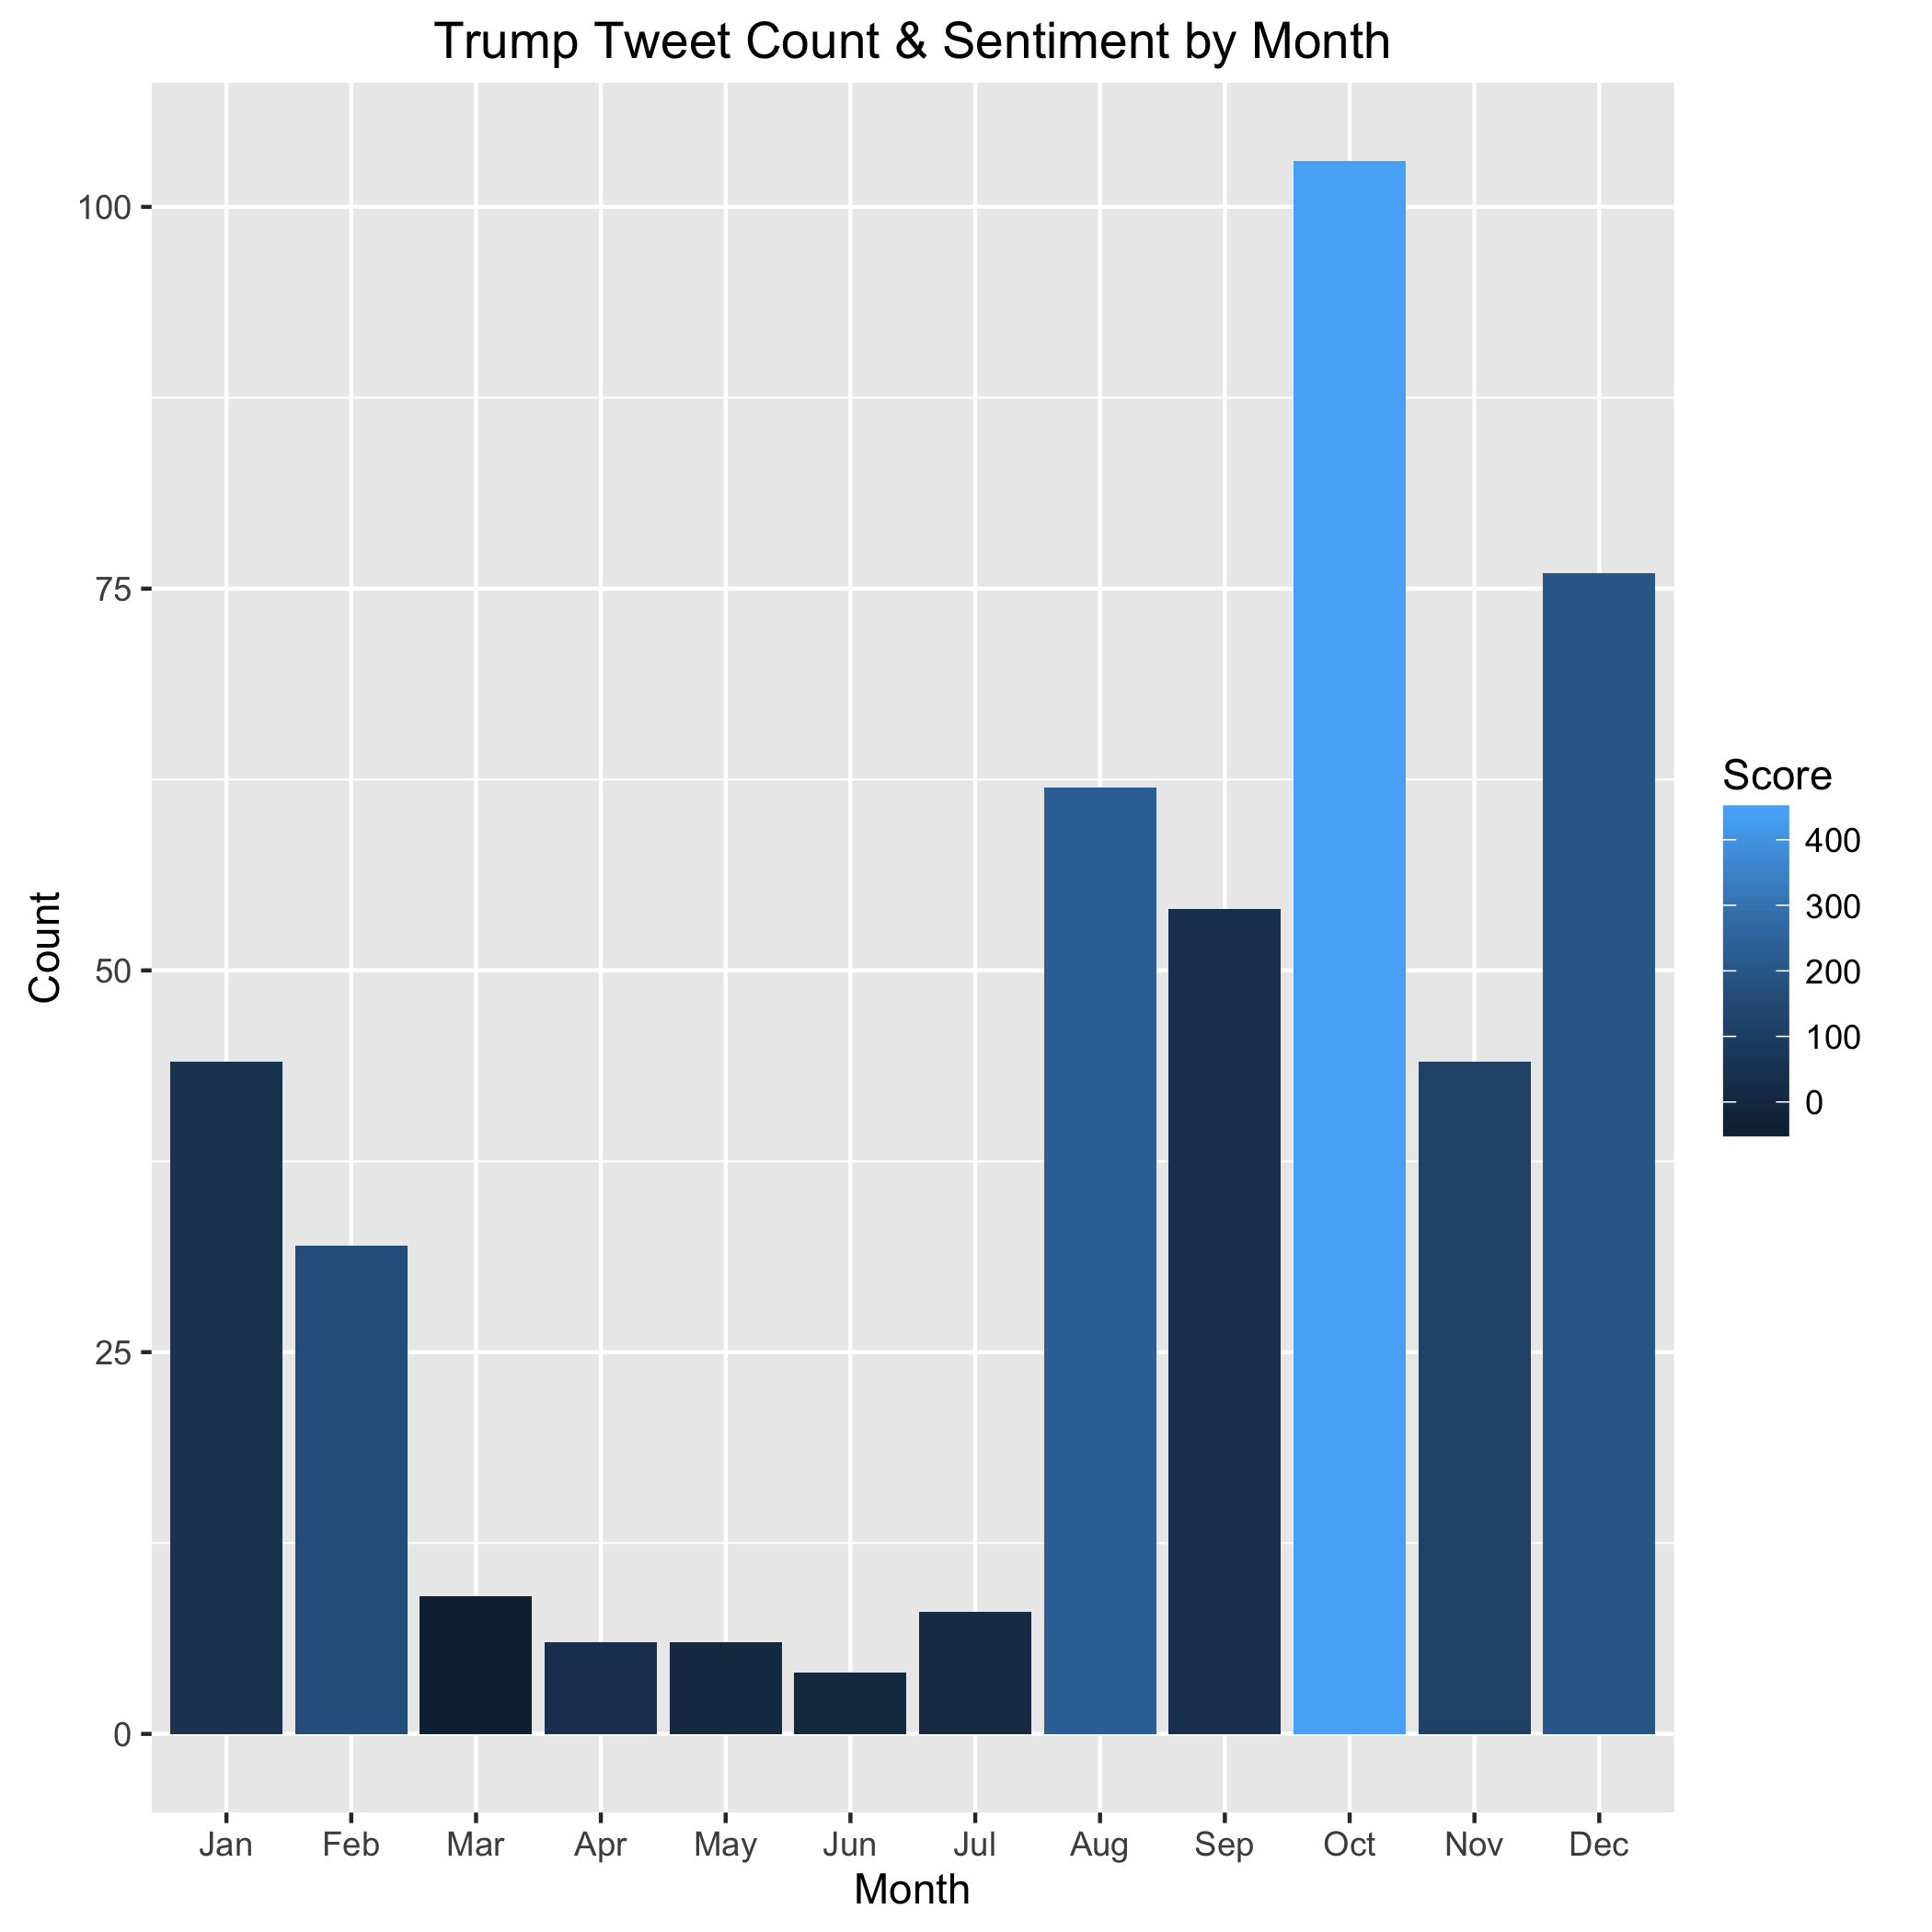 Trump Tweet Count & Sentiment by Month
100
75
50
25
0
Count
Jan Feb Mar Apr May Jun Jul Aug Sep Oct Nov Dec
Month
Score
400
300
200
100
0